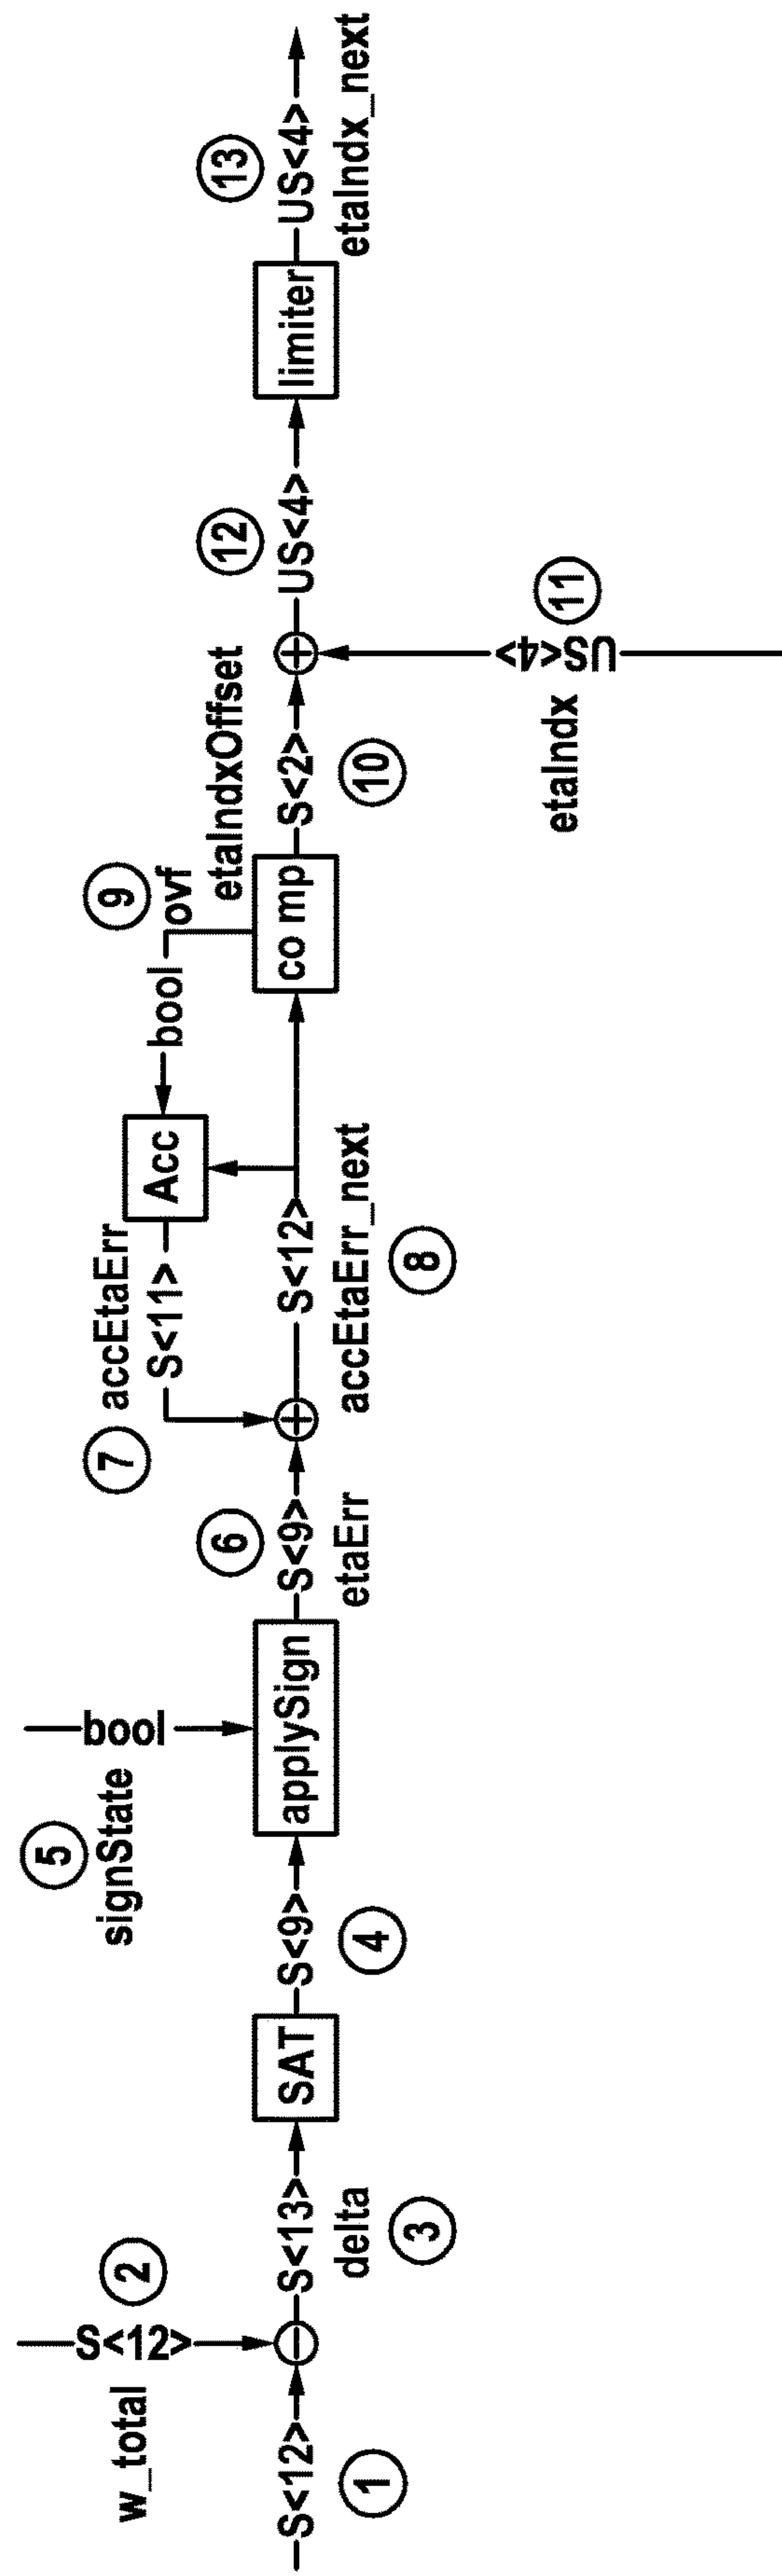 S<12>
1
w_total
S<12>
2
S<13>
delta
3
SAT
S<9>
4
5
signState
bool
applySign
6
S<9>
etaErr
7
accEtaErr
S<11>
S<12>
accEtaErr_next
8
Acc
bool
ovf
9
co mp
etaIndxOffset
S<2>
10
etaIndx
US<4>
11
12
US<4>
limiter
13
US<4>
etaIndx_next